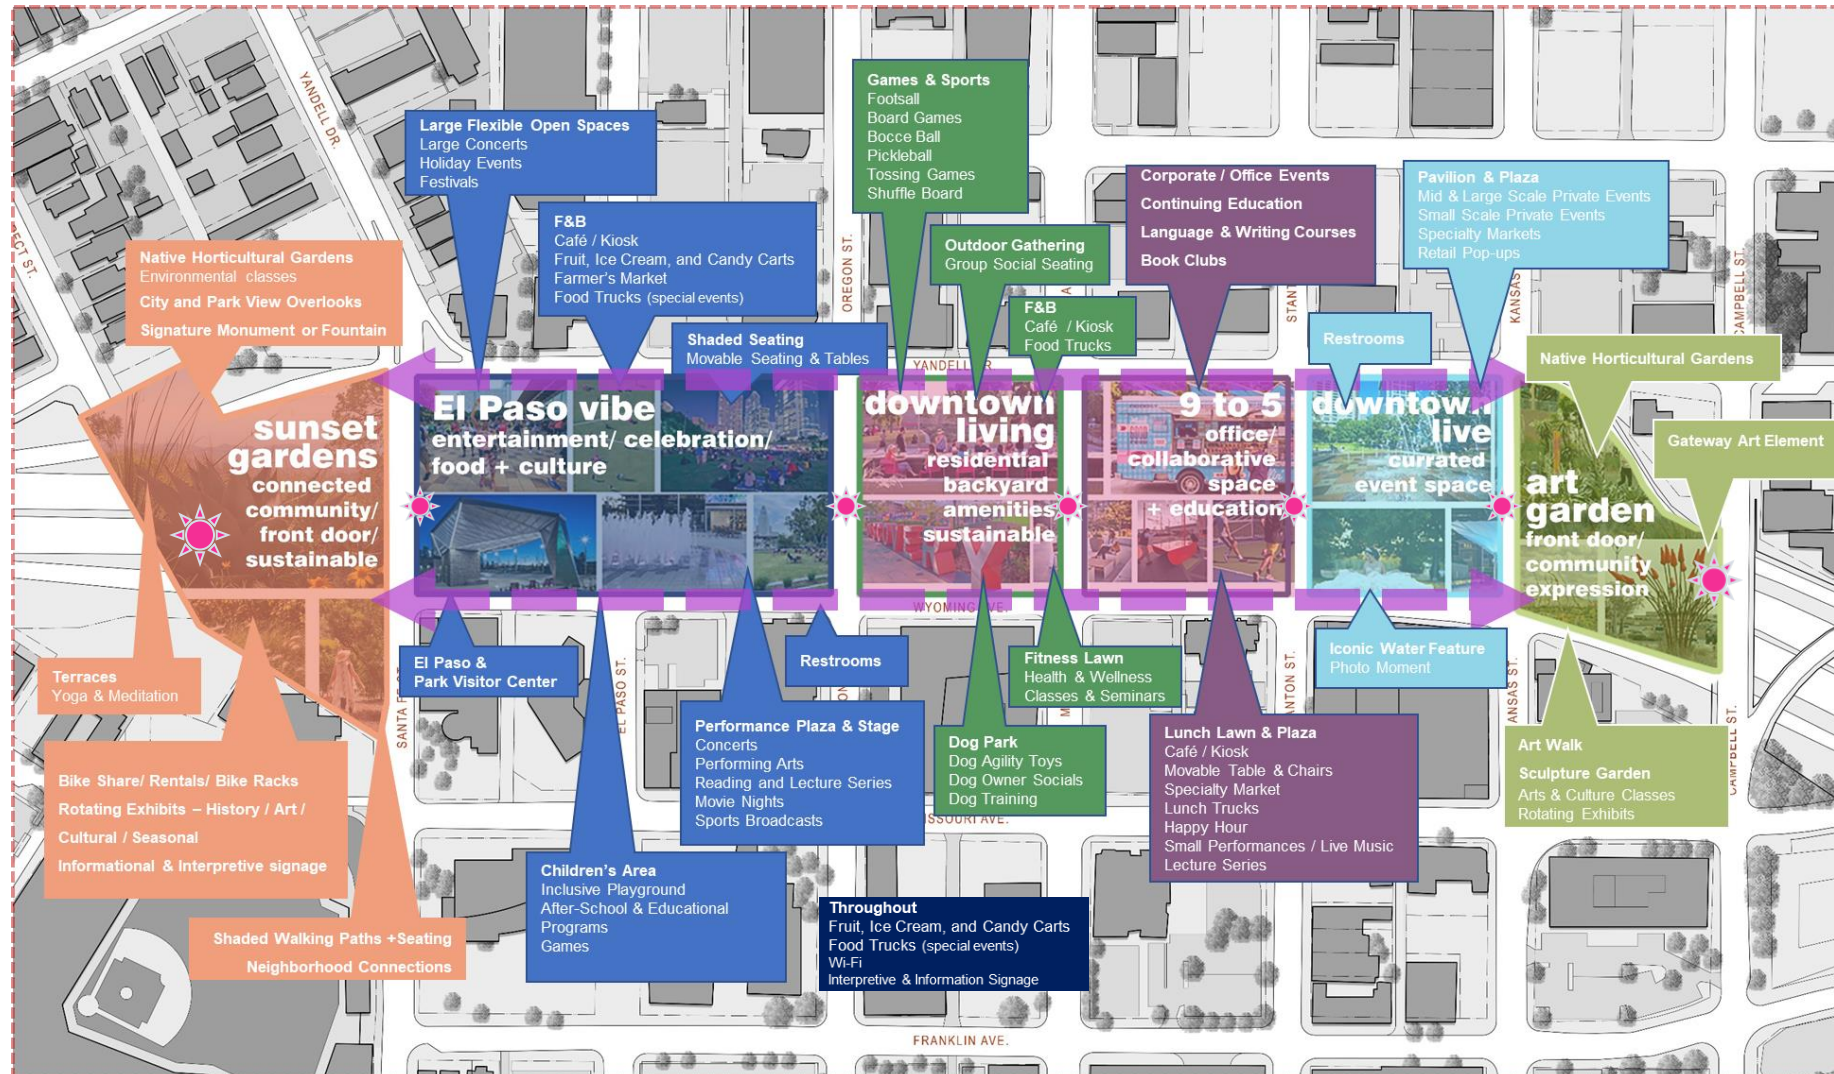 YANDELL DR.
Large Flexible Open Spaces
Large Concerts
Holiday Events
Festivals
F&B
Café / Kiosk
Fruit, Ice Cream, and Candy Carts
Farmer's Market
Food Trucks (special events)
Shaded Seating
Movable Seating & Tables
Games & Sports
Footsall
Board Games
Bocce Ball
Pickleball
Tossing Games
Shuffle Board
OREGON ST.
Outdoor Gathering
Group Social Seating
F&B
Café / Kiosk
Food Trucks
Corporate / Office Events
Continuing Education
Language & Writing Courses
Book Clubs
Pavilion & Plaza
Mid & Large Scale Private Events
Small Scale Private Events
Specialty Markets
Retail Pop-ups
Restrooms
KANSAS
CAMPBELL ST.
Native Horticultural Gardens
Gateway Art Element
Native Horticultural Gardens
Environmental classes
City and Park View Overlooks
Signature Monument or Fountain
sunset
gardens
connected
community/
front door/
sustainable
El Paso vibe
entertainment/ celebration/
food + culture
YANDELL DR.
downtown
living
residential
backyard
amenities
sustainable
9 to 5
office/
collaborative
space
+ education
downtown
live
currated
event space
art
garden
front door/
community
expression
WYOMING AVE.
Terraces
Yoga & Meditation
SANTA FE ST.
El Paso &
Park Visitor Center
EL PASO ST.
Restrooms
Performance Plaza & Stage
Concerts
Performing Arts
Reading and Lecture Series
Movie Nights
Sports Broadcasts
Fitness Lawn
Health & Wellness
Classes & Seminars
Dog Park
Dog Agility Toys
Dog Owner Socials
Dog Training
Lunch Lawn & Plaza
Café / Kiosk
Movable Table & Chairs
Specialty Market
Lunch Trucks
Happy Hour
Small Performances / Live Music
Lecture Series
Iconic Water Feature
Photo Moment
Art Walk
Sculpture Garden
Arts & Culture Classes
Rotating Exhibits
CAMPBELL ST.
Bike Share/ Rentals/ Bike Racks
Rotating Exhibits – History / Art /
Cultural / Seasonal
Informational & Interpretive signage
Shaded Walking Paths +Seating
Neighborhood Connections
Children's Area
Inclusive Playground
After-School & Educational
Programs
Games
Throughout
Fruit, Ice Cream, and Candy Carts
Food Trucks (special events)
Wi-Fi
Interpretive & Information Signage
FRANKLIN AVE.